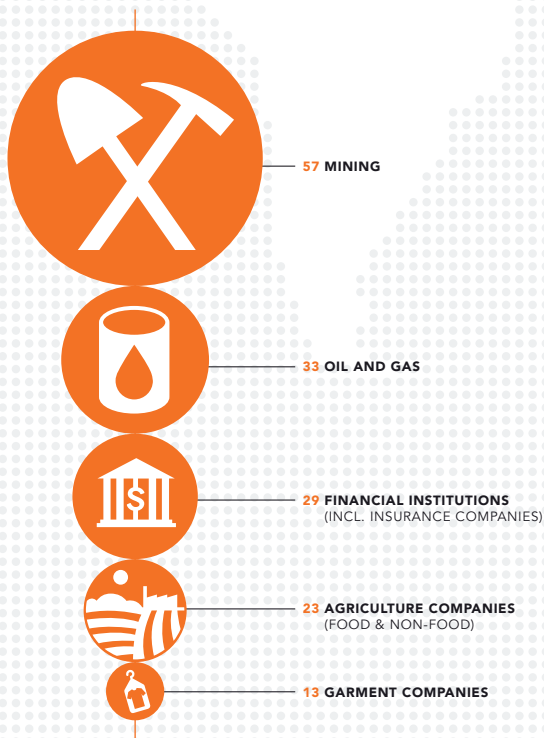 57 MINING
33 OIL AND GAS
$
29 FINANCIAL INSTITUTIONS
(INCL. INSURANCE COMPANIES)
23 AGRICULTURE COMPANIES
(FOOD & NON-FOOD)
13 GARMENT COMPANIES